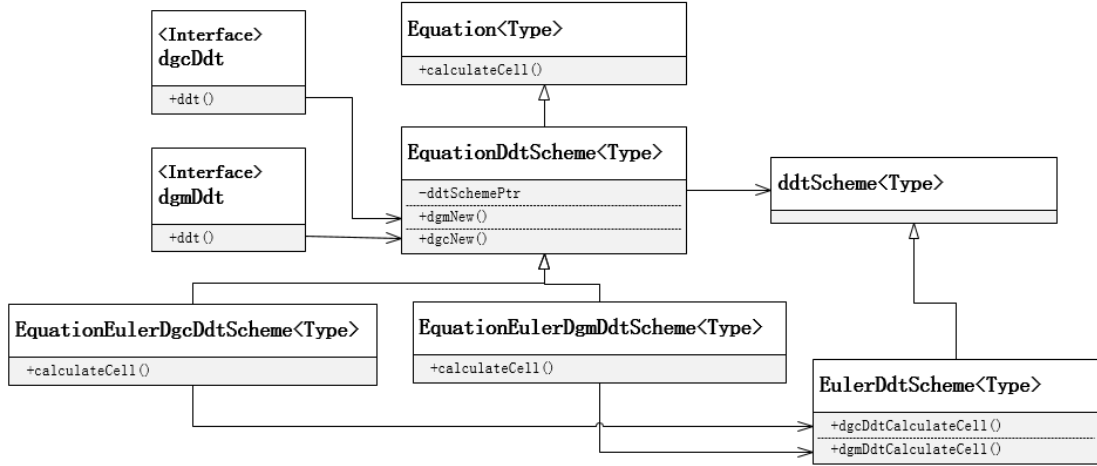 <Interface>
dgcDdt
+ddt()
Equation<Type>
+calculateCell()
<Interface>
dgmDdt
+ddt()
EquationDdtScheme<Type>
-ddtSchemePtr
+dgmNew()
+dgcNew()
ddtScheme<Type>
EquationEulerDgcDdtScheme<Type>
+calculateCell()
EquationEulerDgmDdtScheme<Type>
+calculateCell()
EulerDdtScheme<Type>
+dgcDdtCalculateCell()
+dgmDdtCalculateCell()